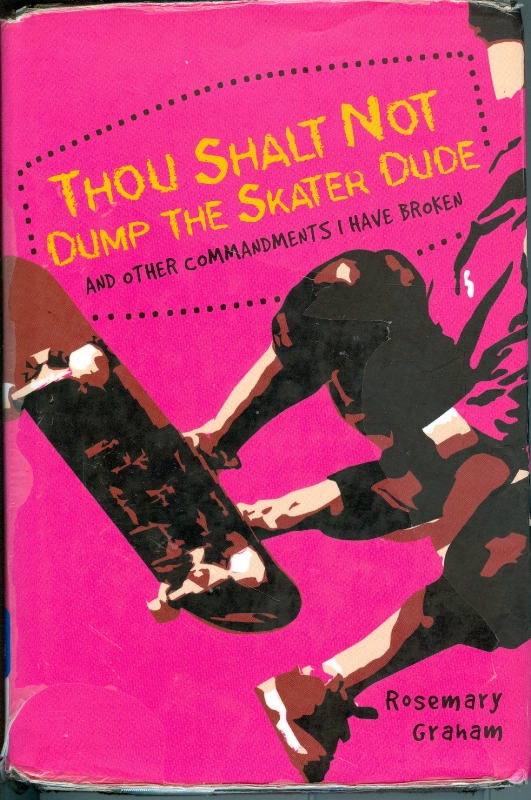 THOU SHALT NOT
DUMP THE SKATER DUDE
AND OTHER COMMANDMENTS I HAVE BROKEN
Rosemary
Graham